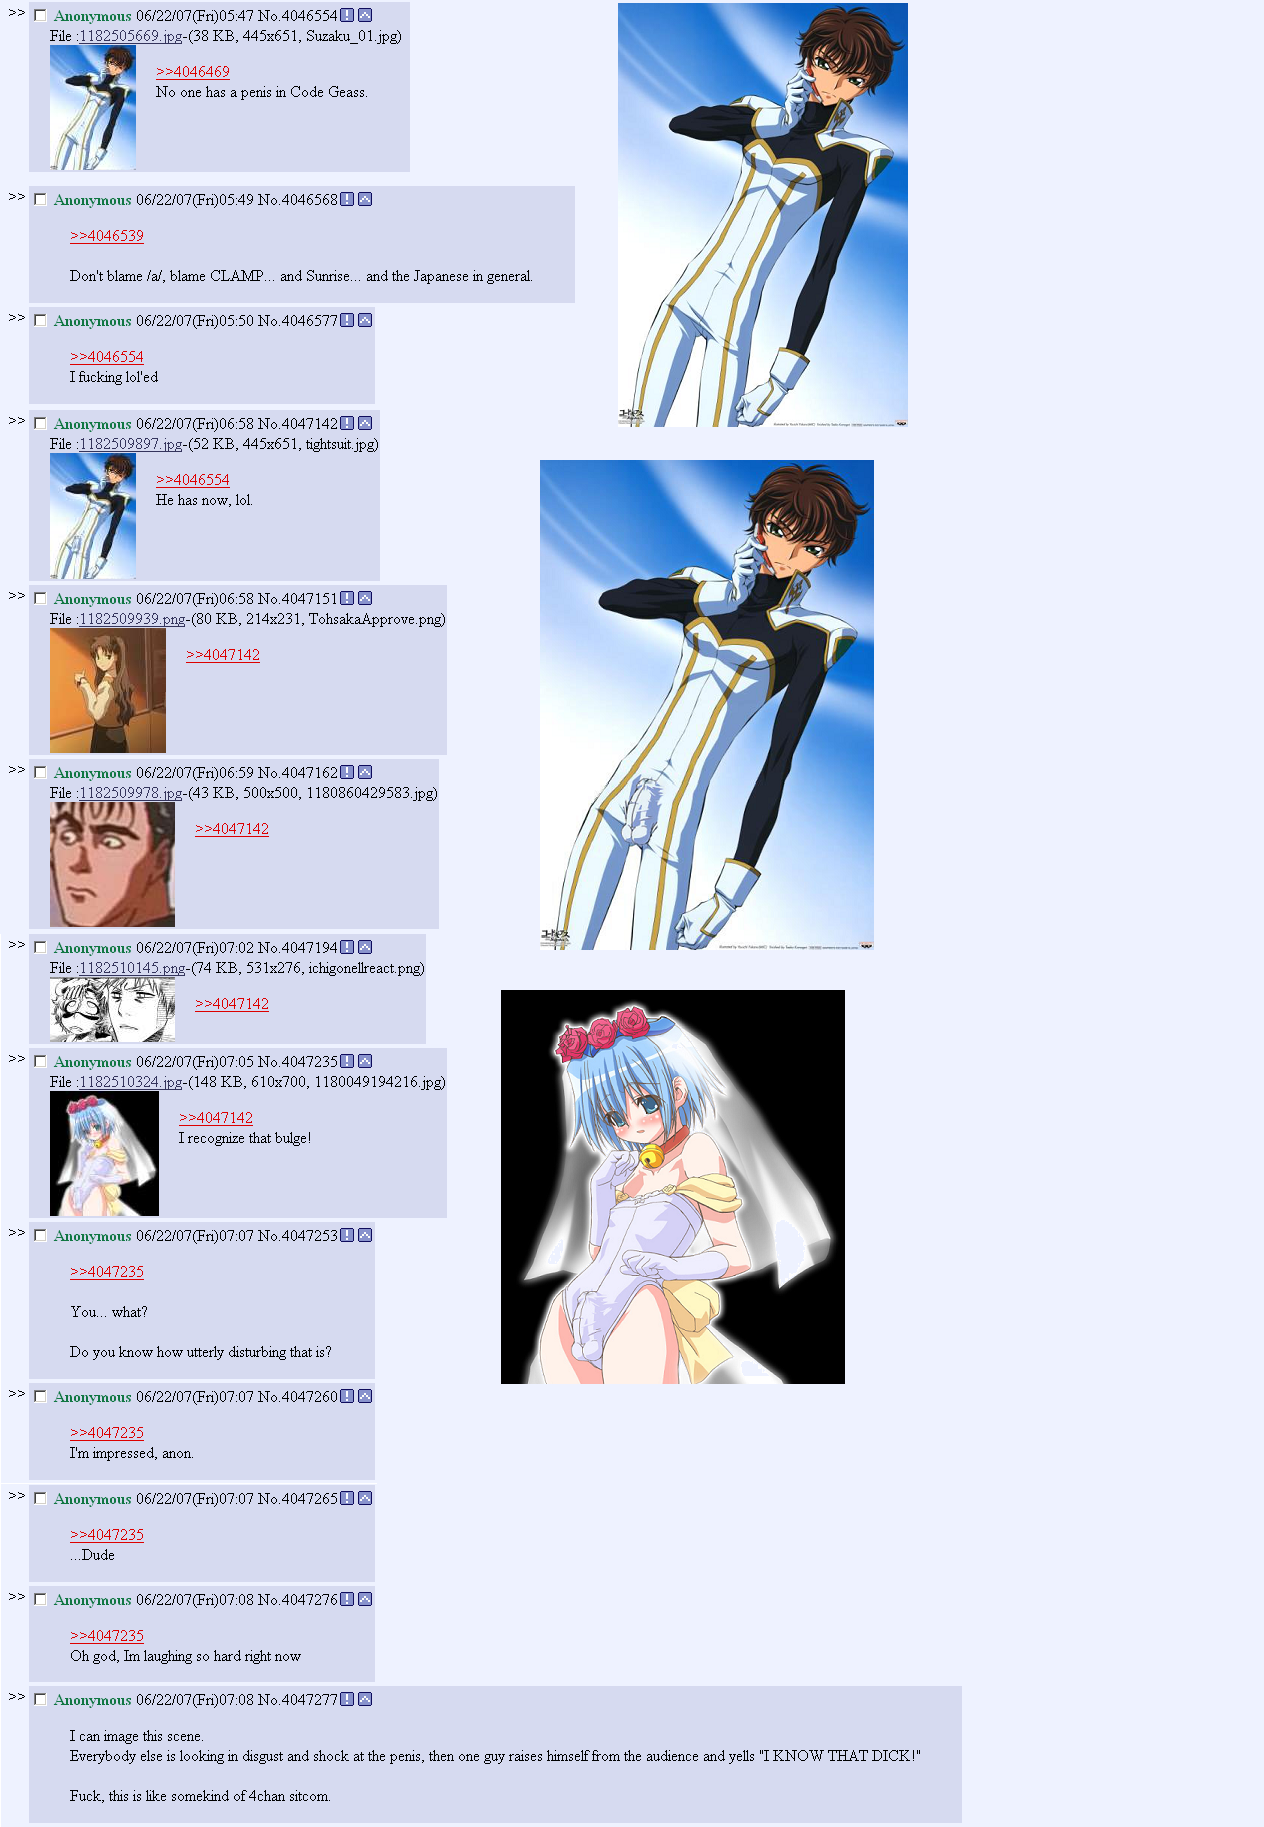 >> Anonymous 06/22/07(Fri)05:47 No.4046554
File :1182505669.jpg-(38 KB, 445x651, Suzaku_01.jpg)
>>4046469
No one has a penis in Code Geass.
>> Anonymous 06/22/07(Fri)05:49 No.4046568
>>4046539
Don't blame /a/, blame CLAMP... and Sunrise... and the Japanese in general.
>> Anonymous 06/22/07(Fri)05:50 No.4046577
>>4046554
I fucking lol'ed
>> Anonymous 06/22/07(Fri)06:58 No.4047142
File :1182509897.jpg-(52 KB, 445x651, tightsuit.jpg)
>>4046554
He has now, lol.
>> Anonymous 06/22/07(Fri)06:58 No.4047151
File :1182509939.png-(80 KB, 214x231, TohsakaApprove.png)
>>4047142
>> Anonymous 06/22/07(Fri)06:59 No.4047162
File :1182509978.jpg-(43 KB, 500x500, 1180860429583.jpg)
>>4047142
>> Anonymous 06/22/07(Fri)07:02 No.4047194
File :1182510145.png-(74 KB, 531x276, ichigonellreact.png)
>>4047142
>> Anonymous 06/22/07(Fri)07:05 No.4047235
File :1182510324.jpg-(148 KB, 610x700, 1180049194216.jpg)
>>4047142
I recognize that bulge!
>> Anonymous 06/22/07(Fri)07:07 No.4047253
>>4047235
You... what?
Do you know how utterly disturbing that is?
>> Anonymous 06/22/07(Fri)07:07 No.4047260
>>4047235
I'm impressed, anon.
>> Anonymous 06/22/07(Fri)07:07 No.4047265
>>4047235
...Dude
>> Anonymous 06/22/07(Fri)07:08 No.4047276
>>4047235
Oh god, Im laughing so hard right now
>> Anonymous 06/22/07(Fri)07:08 No.4047277
I can image this scene.
Everybody else is looking in disgust and shock at the penis, then one guy raises himself from the audience and yells "I KNOW THAT DICK!"
Fuck, this is like somekind of 4chan sitcom.